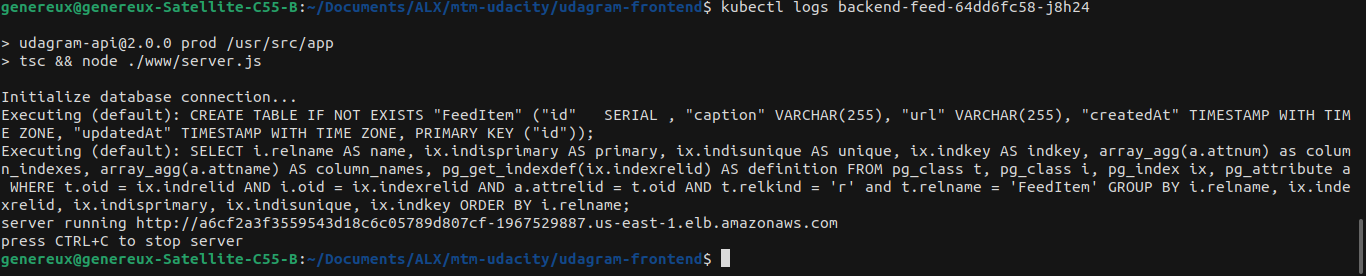 genereux@genereux-Satellite-C55-B:~/Documents/ALX/mtm-udacity/udagram-frontend$ kubectl logs backend-feed-64dd6fc58-j8h24
> udagram-api@2.0.0 prod /usr/src/app
> tsc && node ./www/server.js
Initialize database connection...
Executing (default): CREATE TABLE IF NOT EXISTS "FeedItem" ("id"   SERIAL , "caption" VARCHAR(255), "url" VARCHAR(255), "createdAt" TIMESTAMP WITH TIM
E ZONE, "updatedAt" TIMESTAMP WITH TIME ZONE, PRIMARY KEY ("id"));
Executing (default): SELECT i.relname AS name, ix.indisprimary AS primary, ix.indisunique AS unique, ix.indkey AS indkey, array_agg(a.attnum) as colum
n_indexes, array_agg(a.attname) AS column_names, pg_get_indexdef(ix.indexrelid) AS definition FROM pg_class t, pg_class i, pg_index ix, pg_attribute a
 WHERE t.oid = ix.indrelid AND i.oid = ix.indexrelid AND a.attrelid = t.oid AND t.relkind = 'r' and t.relname = 'FeedItem' GROUP BY i.relname, ix.inde
xrelid, ix.indisprimary, ix.indisunique, ix.indkey ORDER BY i.relname;
server running http://a6cf2a3f3559543d18c6c05789d807cf-1967529887.us-east-1.elb.amazonaws.com
press CTRL+C to stop server
genereux@genereux-Satellite-C55-B:~/Documents/ALX/mtm-udacity/udagram-frontend$